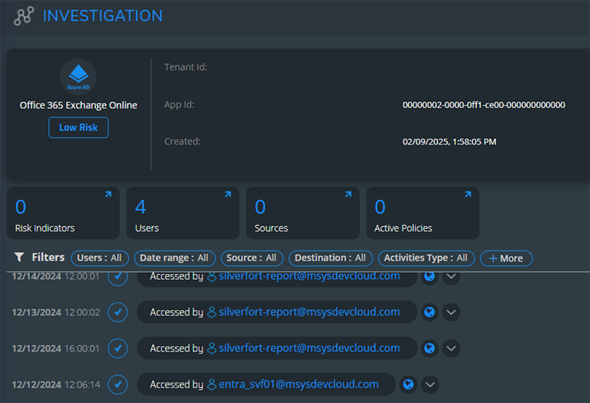 INVESTIGATION
Azure AD
Office 365 Exchange Online
Low Risk
Tenant Id:
App Id: 00000002-0000-0ff1-ce00-000000000000
Created: 02/09/2025, 1:58:05 PM
0 4 0 0
Risk Indicators Users Sources Active Policies
Filters Users : All Date range : All Source : All Destination : All Activities Type : All + More
12/14/2024 12:00:01 Accessed by silverfort-report@msysdevcloud.com
12/13/2024 12:00:02 Accessed by silverfort-report@msysdevcloud.com
12/12/2024 16:00:01 Accessed by silverfort-report@msysdevcloud.com
12/12/2024 12:06:14 Accessed by entra_svf01@msysdevcloud.com